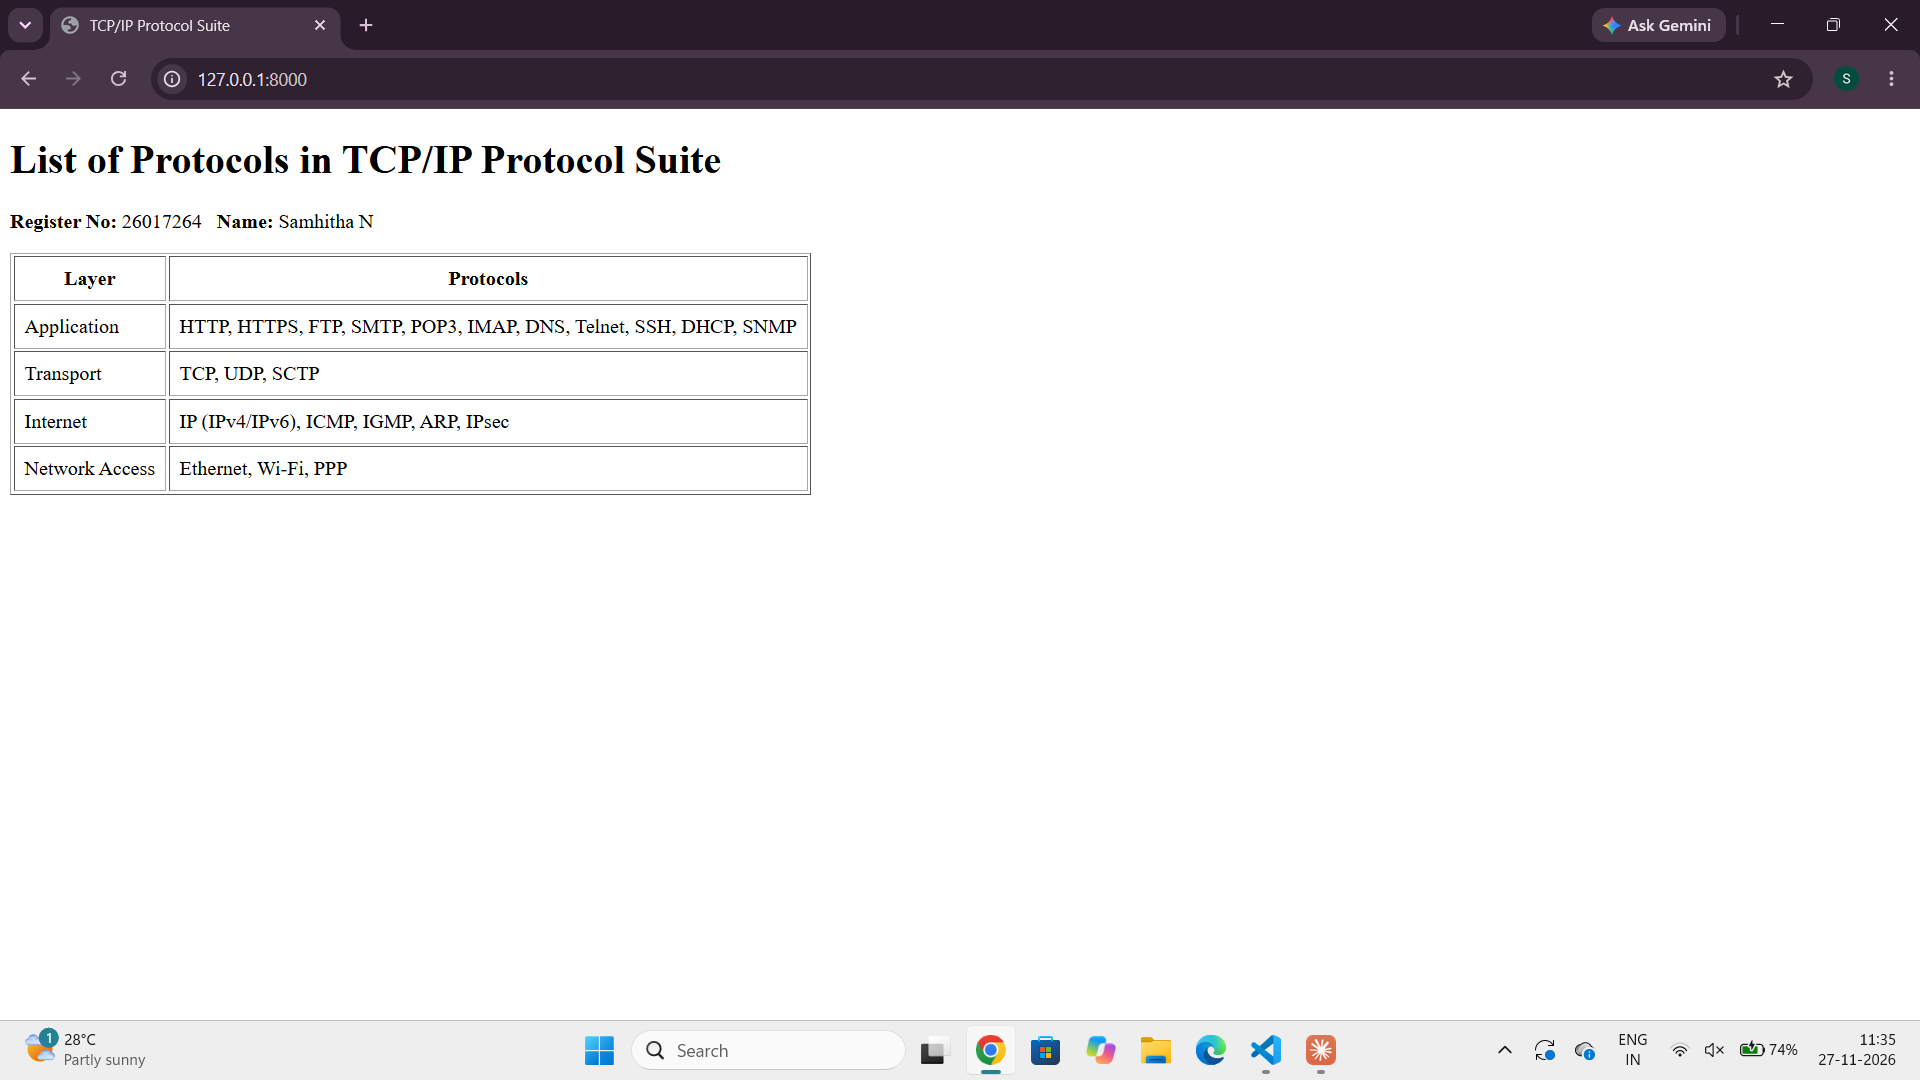 TCP/IP Protocol Suite
Ask Gemini
127.0.0.1:8000
S
List of Protocols in TCP/IP Protocol Suite
Register No: 26017264 Name: Samhitha N
Layer Protocols
Application HTTP, HTTPS, FTP, SMTP, POP3, IMAP, DNS, Telnet, SSH, DHCP, SNMP
Transport TCP, UDP, SCTP
Internet IP (IPv4/IPv6), ICMP, IGMP, ARP, IPsec
Network Access Ethernet, Wi-Fi, PPP
1
28°C
Partly sunny
Search
ENG
IN
74%
11:35
27-11-2026